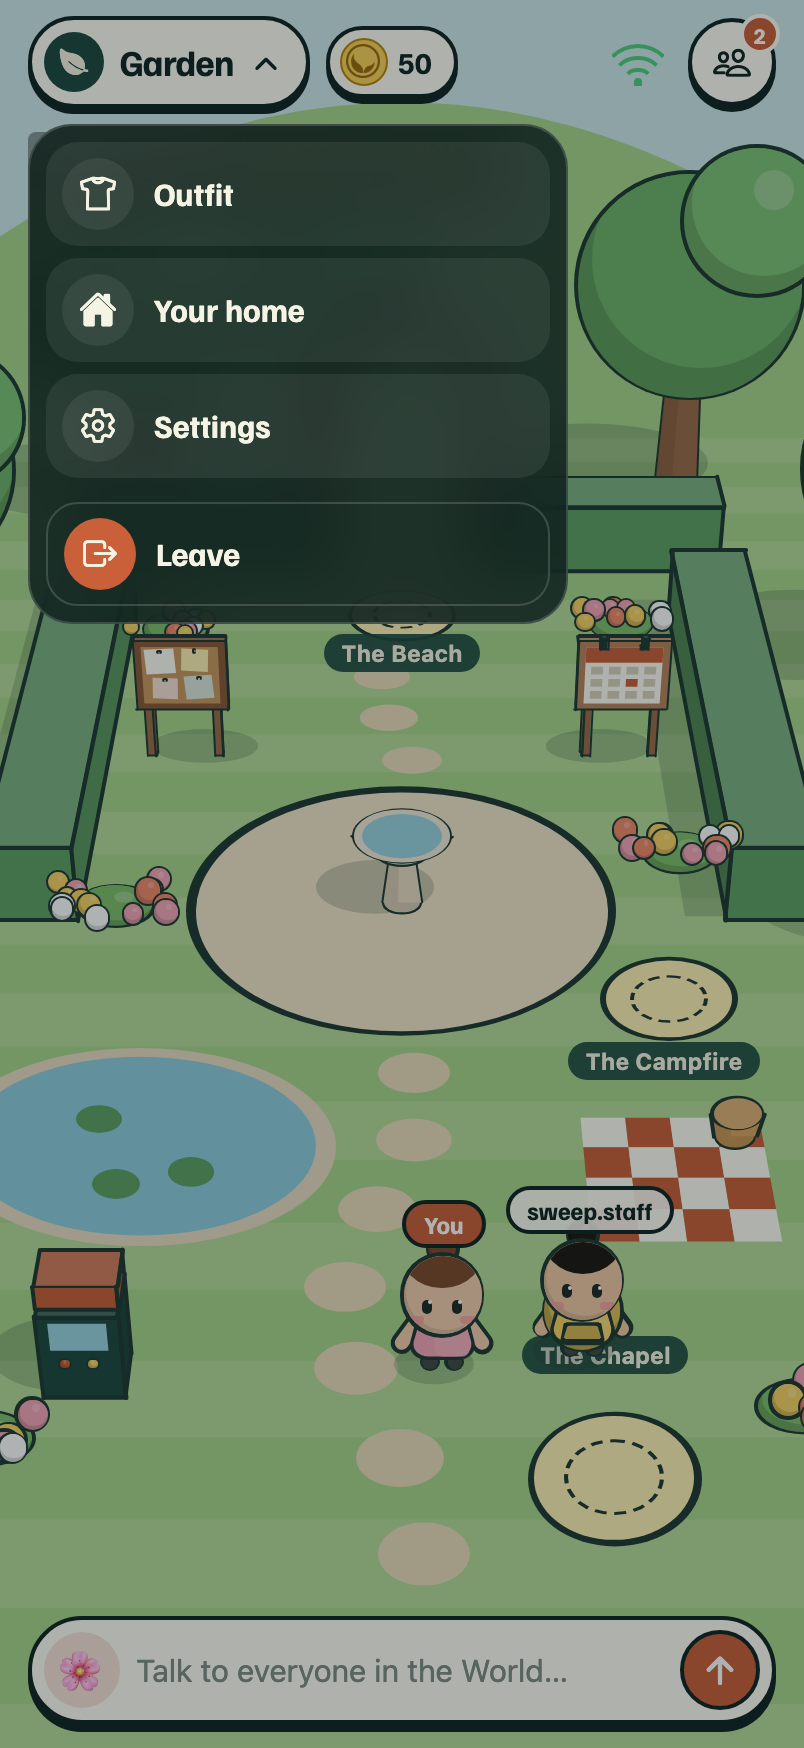 Garden
50
2
Outfit
Your home
Settings
Leave
The Beach
The Campfire
You
sweep.staff
The Chapel
Talk to everyone in the World...